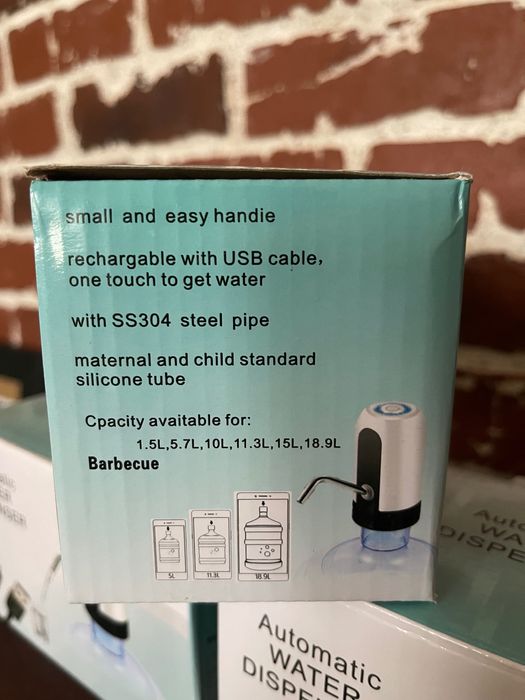 small and easy handie
rechargable with USB cable,
one touch to get water
with SS304 steel pipe
maternal and child standard
silicone tube
Cpacity avaitable for:
1.5L,5.7L,10L,11.3L,15L,18.9L
Barbecue
5L
11.3L
18.9L
Automatic
WATER